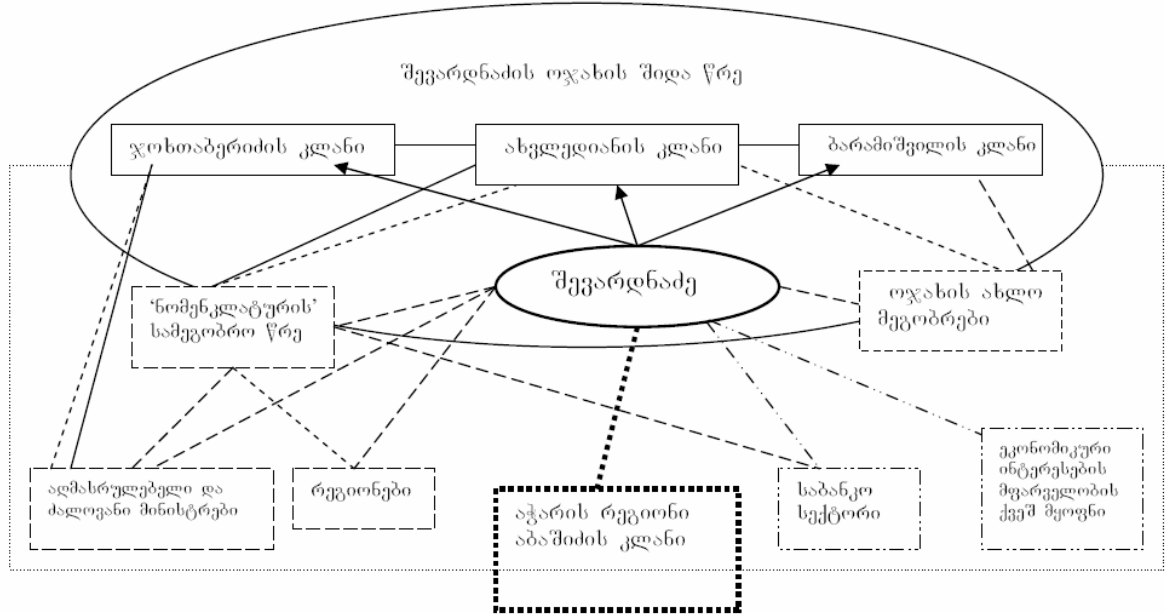 შევარდნაძის ოჯახის შიდა წრე
ჯოხთაბერიძის კლანი
ახვლედიანის კლანი
ბარამიშვილის კლანი
შევარდნაძე
‘ნომენკლატურის’
სამეგობრო წრე
ოჯახის ახლო
მეგობრები
აღმასრულებელი და
ძალოვანი მინისტრები
რეგიონები
აჭარის რეგიონი
აბაშიძის კლანი
საბანკო
სექტორი
ეკონომიკური
ინტერესების
მფარველობის
ქვეშ მყოფნი